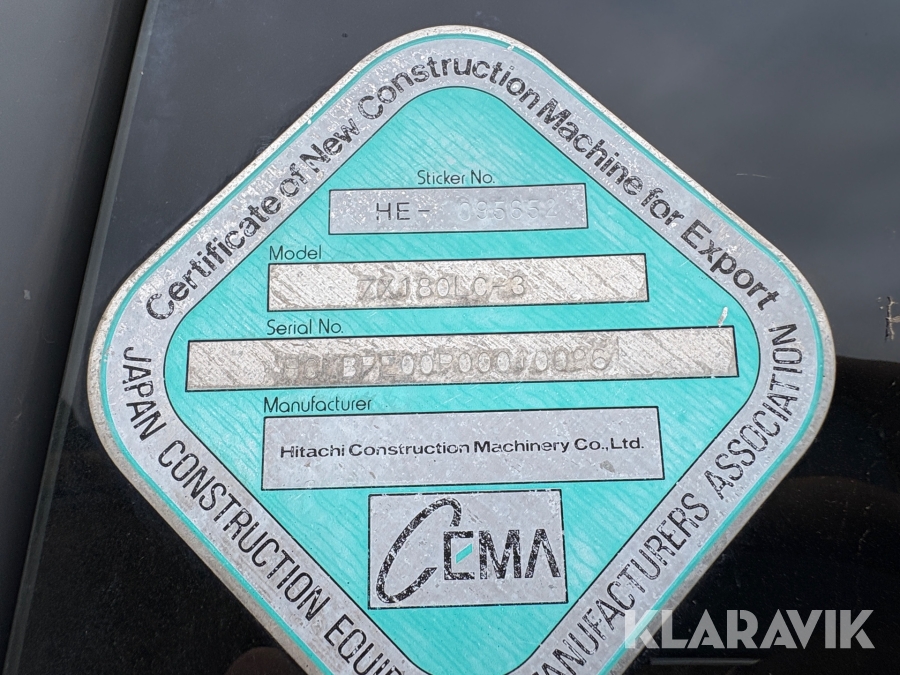 Certificate of New Construction Machine for Export
Sticker No.
HE- 035652
Model
Serial No.
Manufacturer
Hitachi Construction Machinery Co.,Ltd.
CEMA
JAPAN CONSTRUCTION MANUFACTURERS ASSOCIATION
KLARAVIK